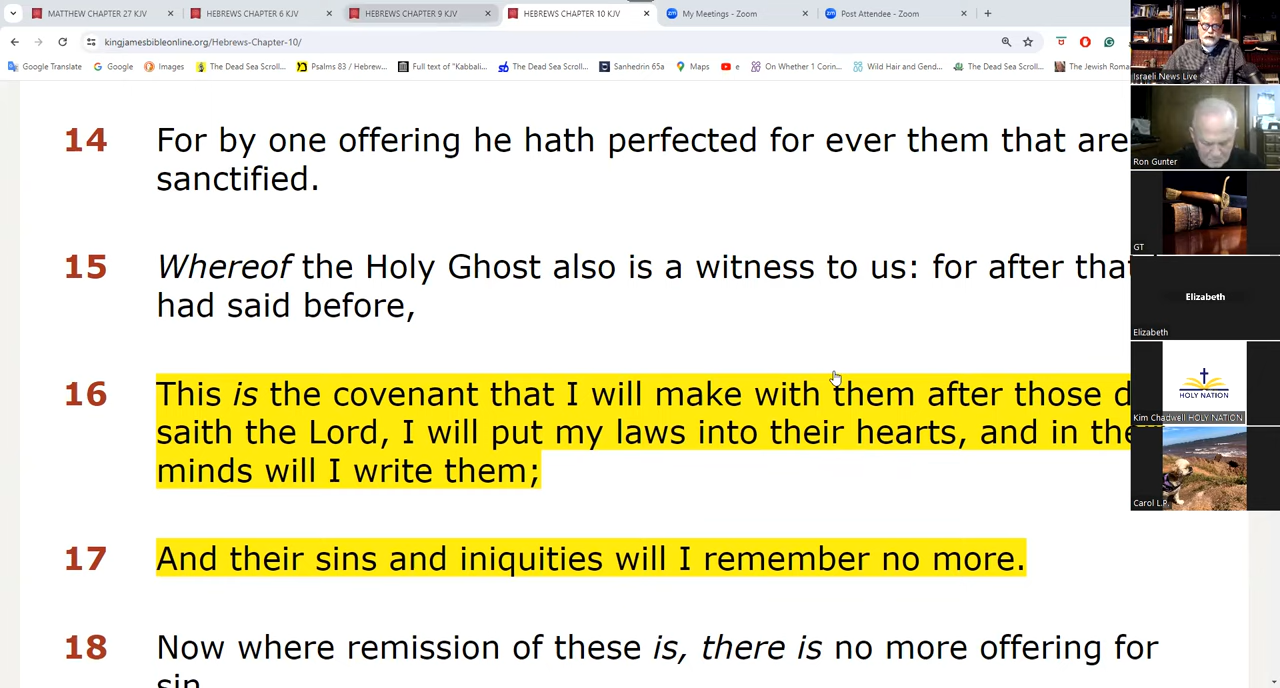 MATTHEW CHAPTER 27 KJV
HEBREWS CHAPTER 6 KJV
HEBREWS CHAPTER 9 KJV
HEBREWS CHAPTER 10 KJV
My Meetings - Zoom
Post Attendee - Zoom
kingjamesbibleonline.org/Hebrews-Chapter-10/
Google Translate
Google
Images
The Dead Sea Scroll...
Psalms 83 / Hebrew...
Full text of "Kabbali...
The Dead Sea Scroll...
Sanhedrin 65a
Maps
e
On Whether 1 Corin...
Wild Hair and Gend...
The Dead Sea Scrol...
The Jewish Roma
14 For by one offering he hath perfected for ever them that are
sanctified.
15 Whereof the Holy Ghost also is a witness to us: for after that
had said before,
16 This is the covenant that I will make with them after those d
saith the Lord, I will put my laws into their hearts, and in the
minds will I write them;
17 And their sins and iniquities will I remember no more.
18 Now where remission of these is, there is no more offering for
sin
Israeli News Live
Ron Gunter
GT
Elizabeth
Elizabeth
HOLY NATION
Kim Chadwell HOLY NATION
Carol L.P.